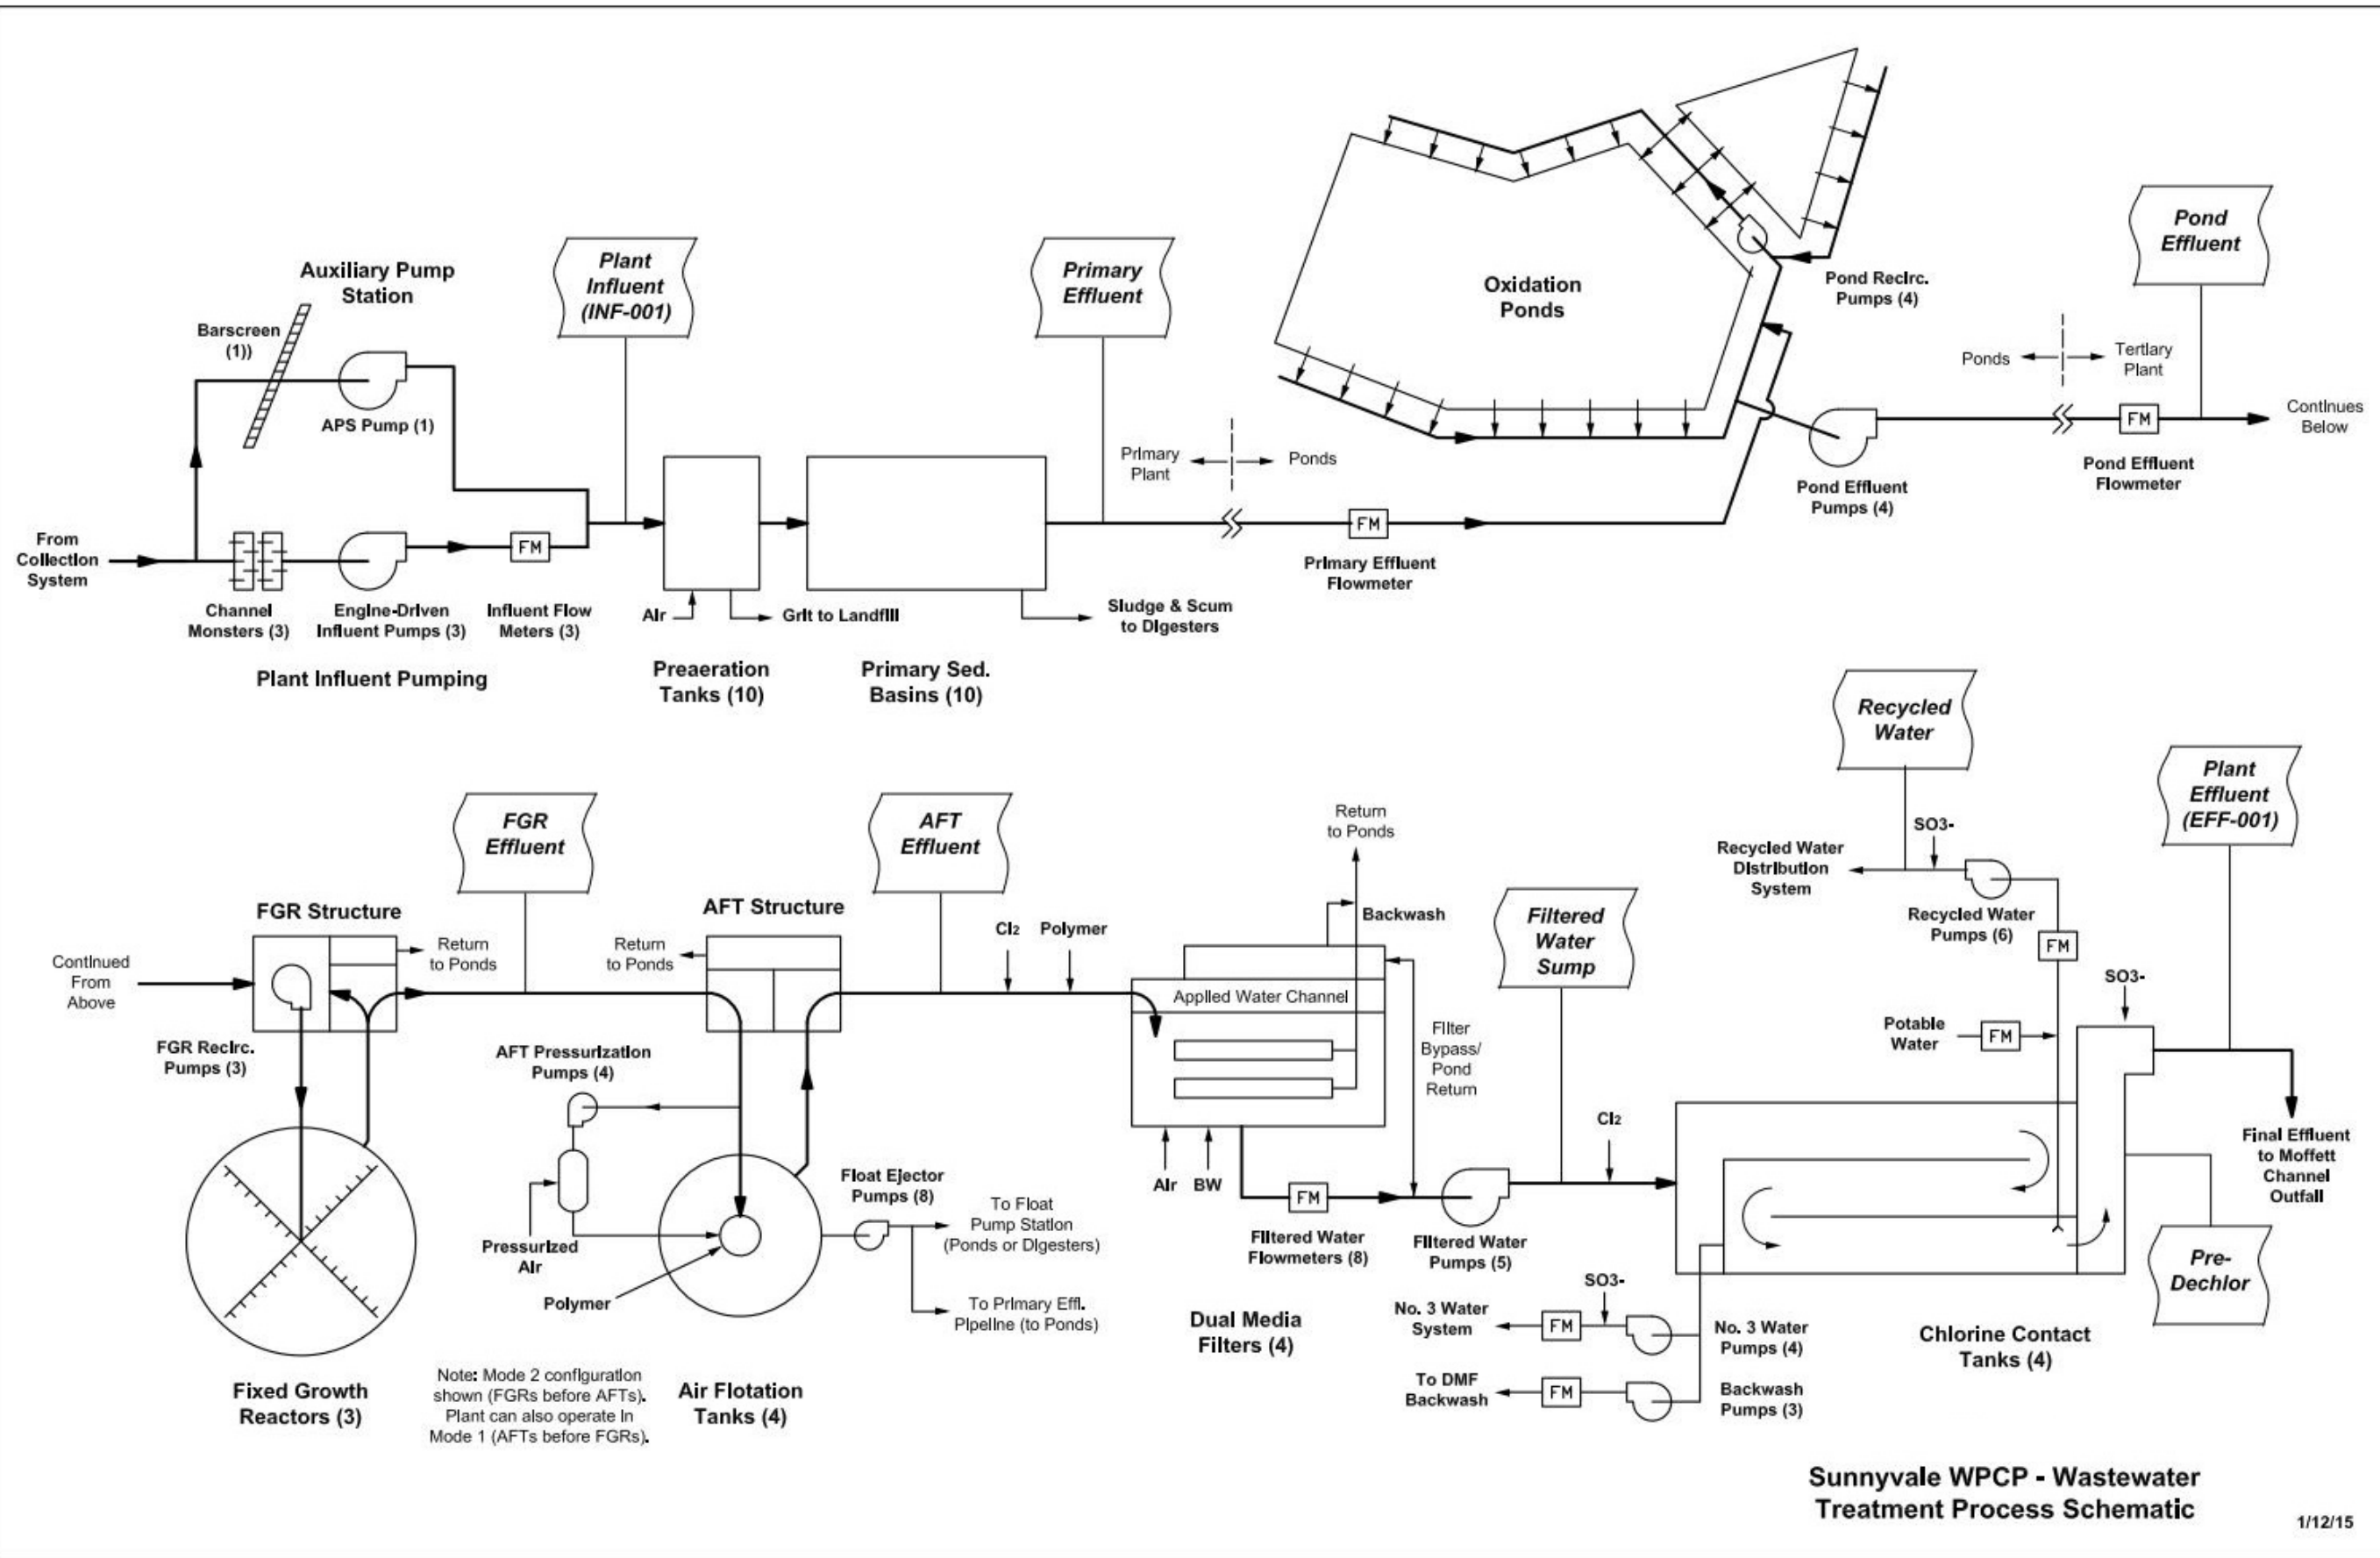 Auxiliary Pump
Station
Barscreen
(1))
APS Pump (1)
From
Collection
System
Channel
Monsters (3)
Engine-Driven
Influent Pumps (3)
FM
Influent Flow
Meters (3)
Plant Influent Pumping
Plant
Influent
(INF-001)
Air
Grit to Landfill
Preaeration
Tanks (10)
Primary Sed.
Basins (10)
Sludge & Scum
to Digesters
Primary
Effluent
Primary
Plant
Ponds
FM
Primary Effluent
Flowmeter
Oxidation
Ponds
Pond Recirc.
Pumps (4)
Pond Effluent
Pumps (4)
Ponds
Tertiary
Plant
Pond
Effluent
FM
Pond Effluent
Flowmeter
Continues
Below
Continued
From
Above
FGR Structure
Return
to Ponds
FGR Recirc.
Pumps (3)
Fixed Growth
Reactors (3)
FGR
Effluent
AFT Structure
Return
to Ponds
AFT Pressurization
Pumps (4)
Pressurized
Air
Polymer
Note: Mode 2 configuration
shown (FGRs before AFTs).
Plant can also operate in
Mode 1 (AFTs before FGRs).
Air Flotation
Tanks (4)
Float Ejector
Pumps (8)
To Float
Pump Station
(Ponds or Digesters)
To Primary Effl.
Pipeline (to Ponds)
AFT
Effluent
Cl2
Polymer
Return
to Ponds
Backwash
Applied Water Channel
Filter
Bypass/
Pond
Return
Air
BW
FM
Filtered Water
Flowmeters (8)
Dual Media
Filters (4)
Filtered Water
Pumps (5)
Filtered
Water
Sump
Cl2
Recycled
Water
SO3-
Recycled Water
Distribution
System
Recycled Water
Pumps (6)
FM
Potable
Water
FM
SO3-
Plant
Effluent
(EFF-001)
Final Effluent
to Moffett
Channel
Outfall
Pre-
Dechlor
SO3-
No. 3 Water
System
FM
No. 3 Water
Pumps (4)
To DMF
Backwash
FM
Backwash
Pumps (3)
Chlorine Contact
Tanks (4)
Sunnyvale WPCP - Wastewater
Treatment Process Schematic
1/12/15